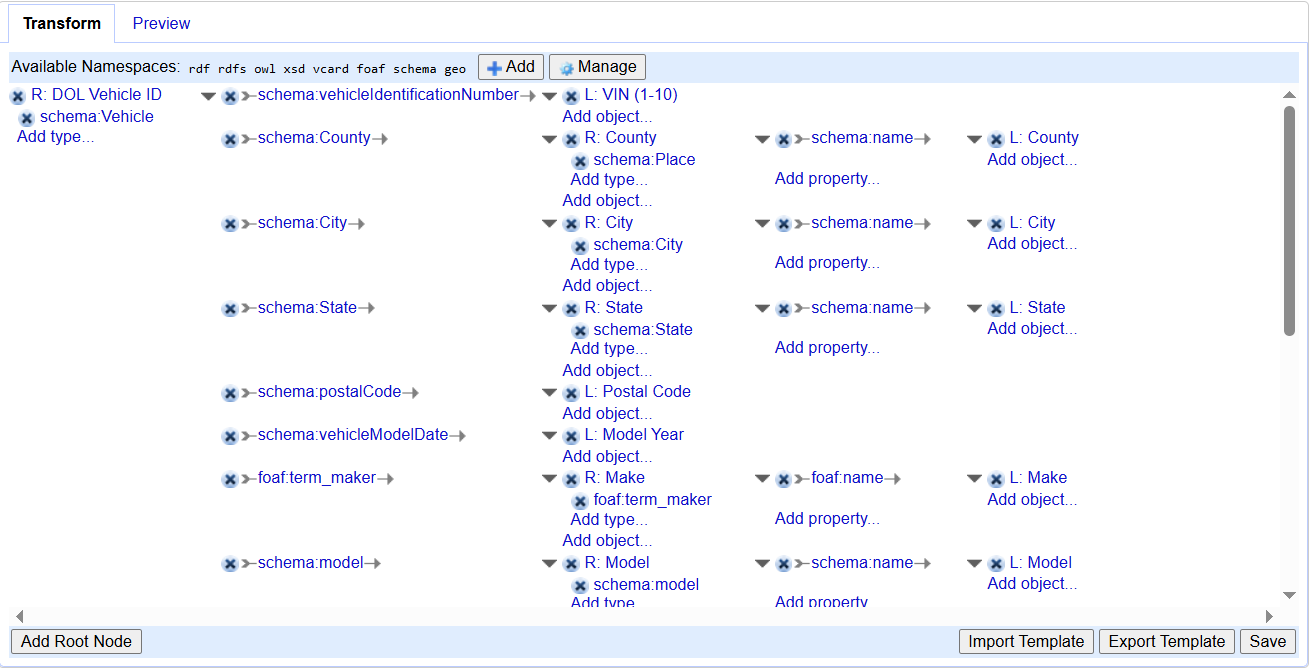 Transform Preview
Available Namespaces: rdf rdfs owl xsd vcard foaf schema geo Add Manage
R: DOL Vehicle ID schema:vehicleIdentificationNumber L: VIN (1-10)
schema:Vehicle Add object...
Add type... schema:County R: County schema:name L: County
schema:Place Add object...
Add type... Add property...
Add object...
schema:City R: City schema:name L: City
schema:City Add object...
Add type... Add property...
Add object...
schema:State R: State schema:name L: State
schema:State Add object...
Add type... Add property...
Add object...
schema:postalCode L: Postal Code
Add object...
schema:vehicleModelDate L: Model Year
Add object...
foaf:term_maker R: Make foaf:name L: Make
foaf:term_maker Add object...
Add type... Add property...
Add object...
schema:model R: Model schema:name L: Model
schema:model Add object...
Add type Add property
Add Root Node Import Template Export Template Save